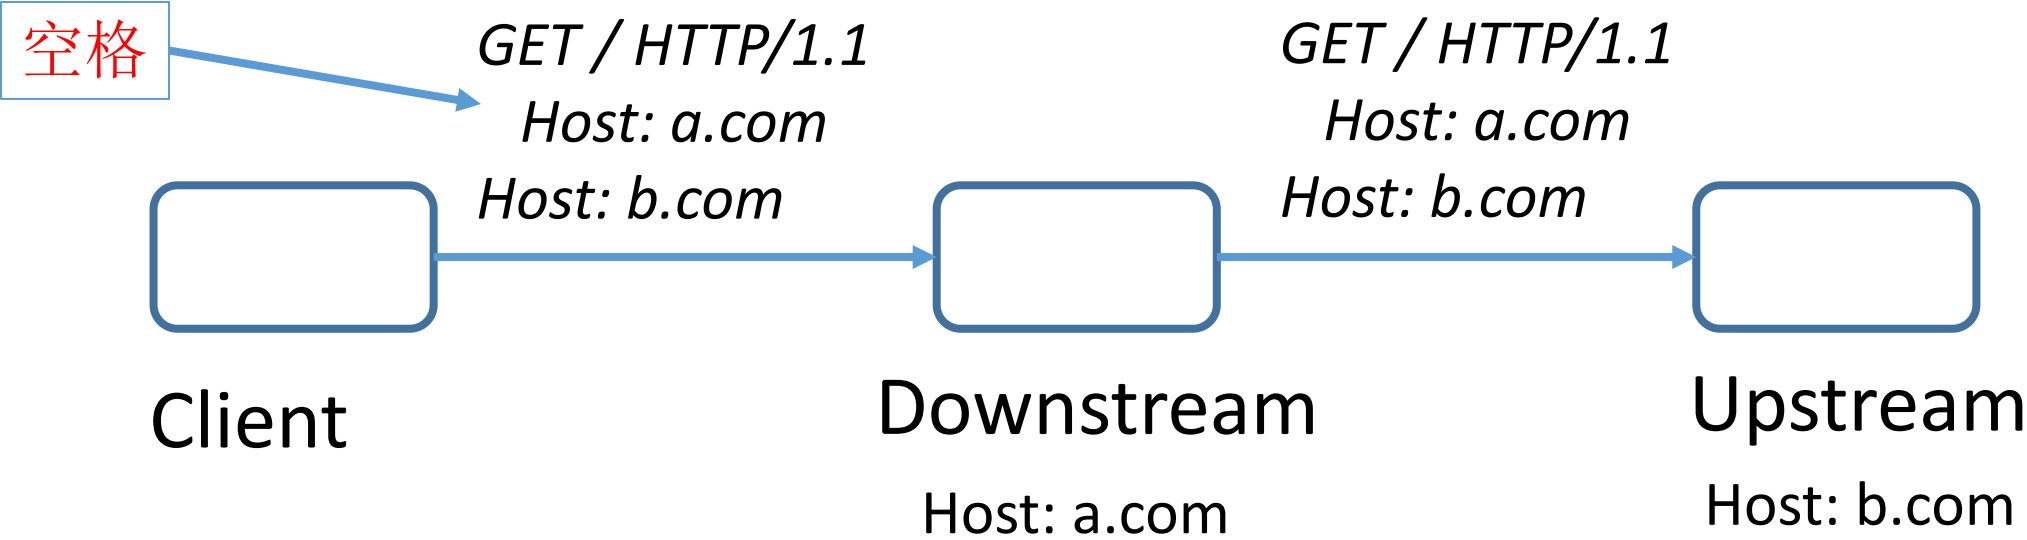 空格
GET / HTTP/1.1
Host: a.com
Host: b.com
GET / HTTP/1.1
Host: a.com
Host: b.com
Client
Downstream
Upstream
Host: a.com
Host: b.com